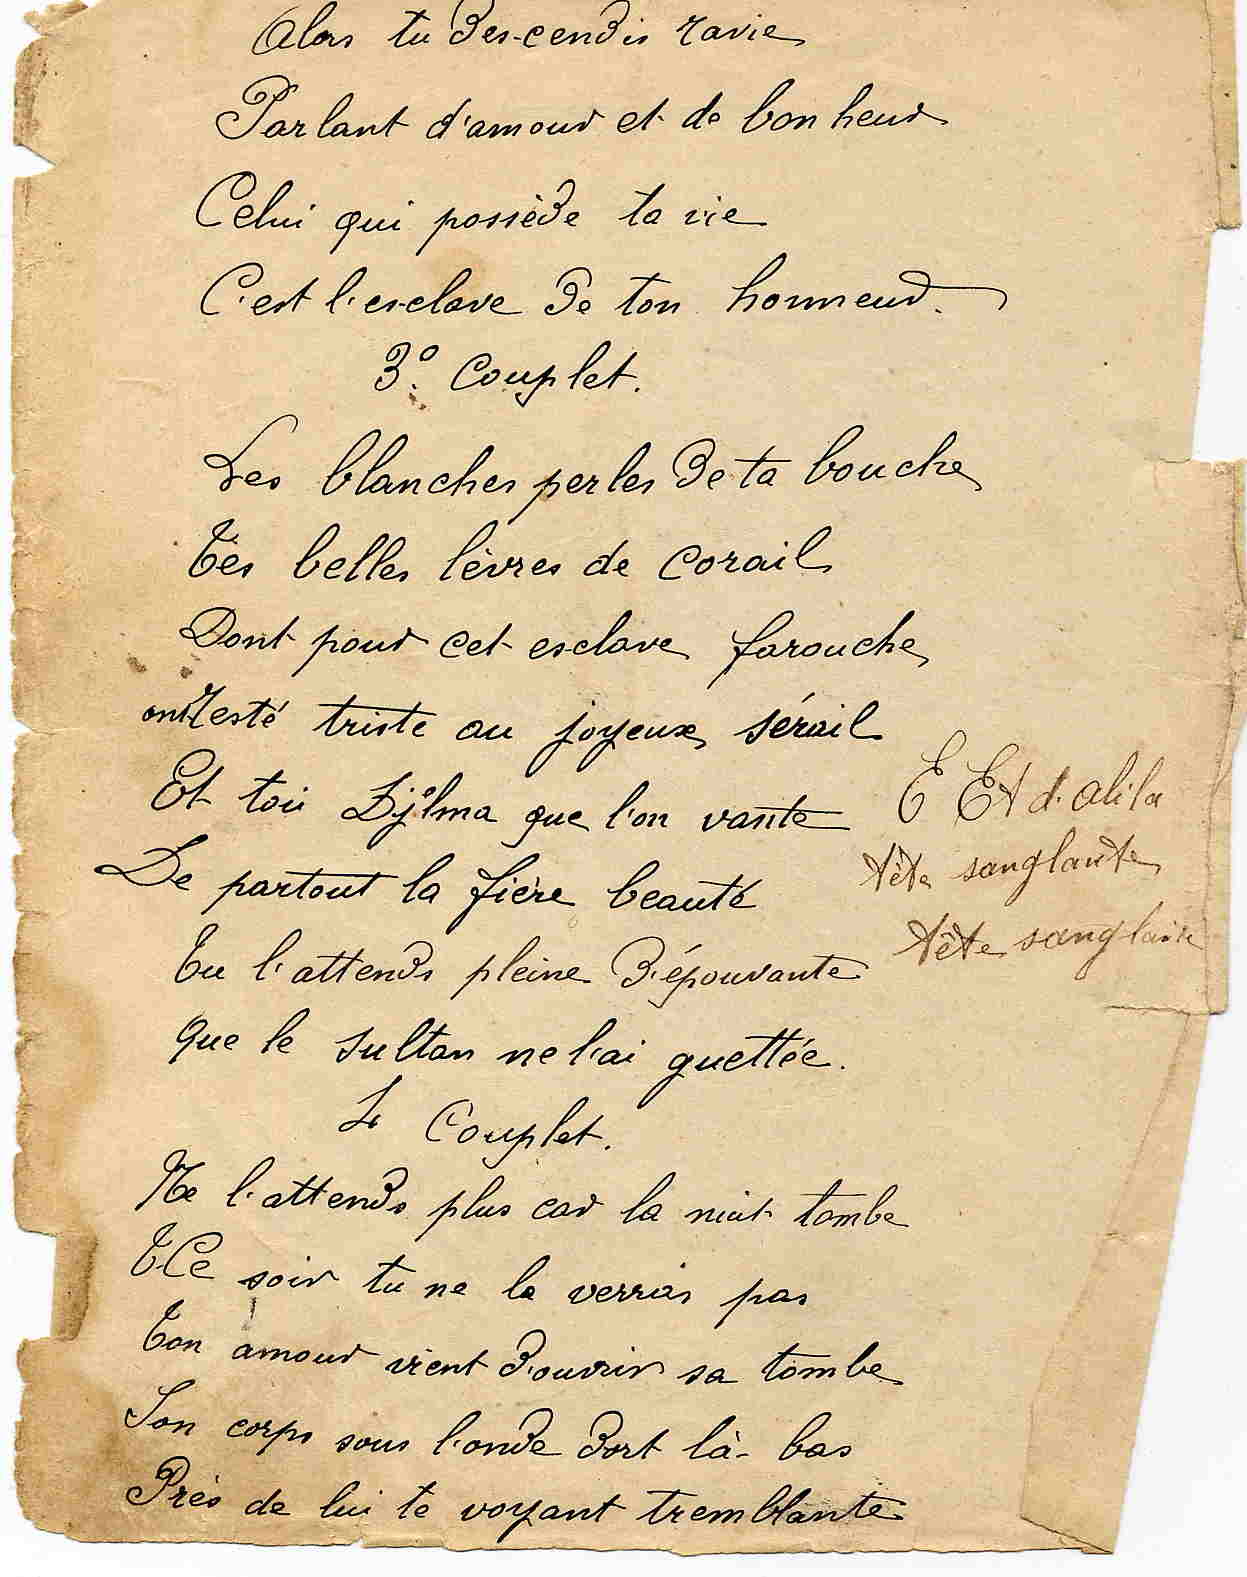 Alors tu des-cendis ravie
Parlant d'amour et de bonheur
Celui qui possède ta vie
C'est l'esclave de ton honneur.
3° Couplet.
Les blanches perles de ta bouche
Tes belles lèvres de corail
Dont pour cet esclave farouche
ont resté triste au joyeux sérail
Et toi Djelma que l'on vante
De partout la fière beauté
Tu l'attends pleine d'épouvante
que le sultan ne l'ai guettée.
4 Couplet.
Ne l'attends plus car la nuit tombe
Ce soir tu ne le verras pas
Ton amour vient d'ouvrir sa tombe
Son corps sous l'onde dort là-bas
Près de lui te voyant tremblante
E Et d'alila
tête sanglante
tête sanglante